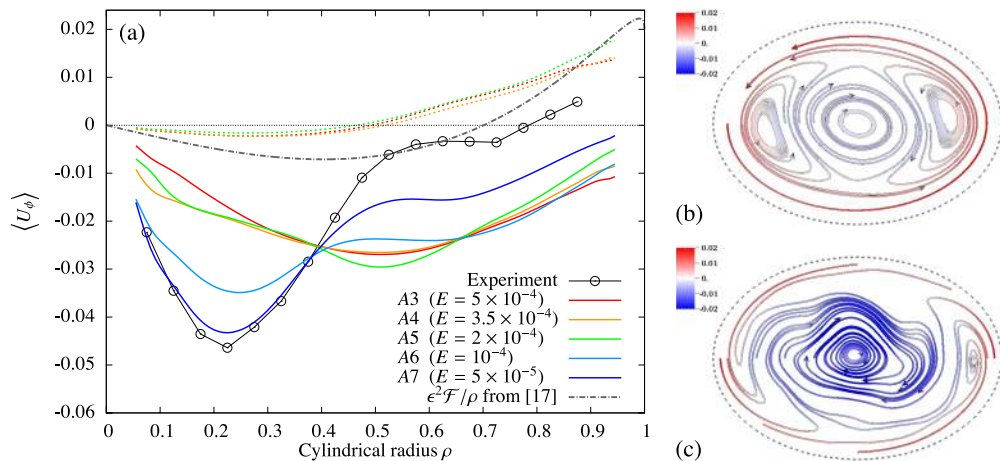 (a)
0.02
0.01
0
-0.01
-0.02
-0.03
-0.04
-0.05
-0.06
⟨U_ϕ⟩
0 0.1 0.2 0.3 0.4 0.5 0.6 0.7 0.8 0.9 1
Cylindrical radius ρ
Experiment
A3 (E = 5 × 10⁻⁴)
A4 (E = 3.5 × 10⁻⁴)
A5 (E = 2 × 10⁻⁴)
A6 (E = 10⁻⁴)
A7 (E = 5 × 10⁻⁵)
ϵ²ℱ/ρ from [17]
0.02
0.01
0.
-0.01
-0.02
(b)
0.02
0.01
0.
-0.01
-0.02
(c)